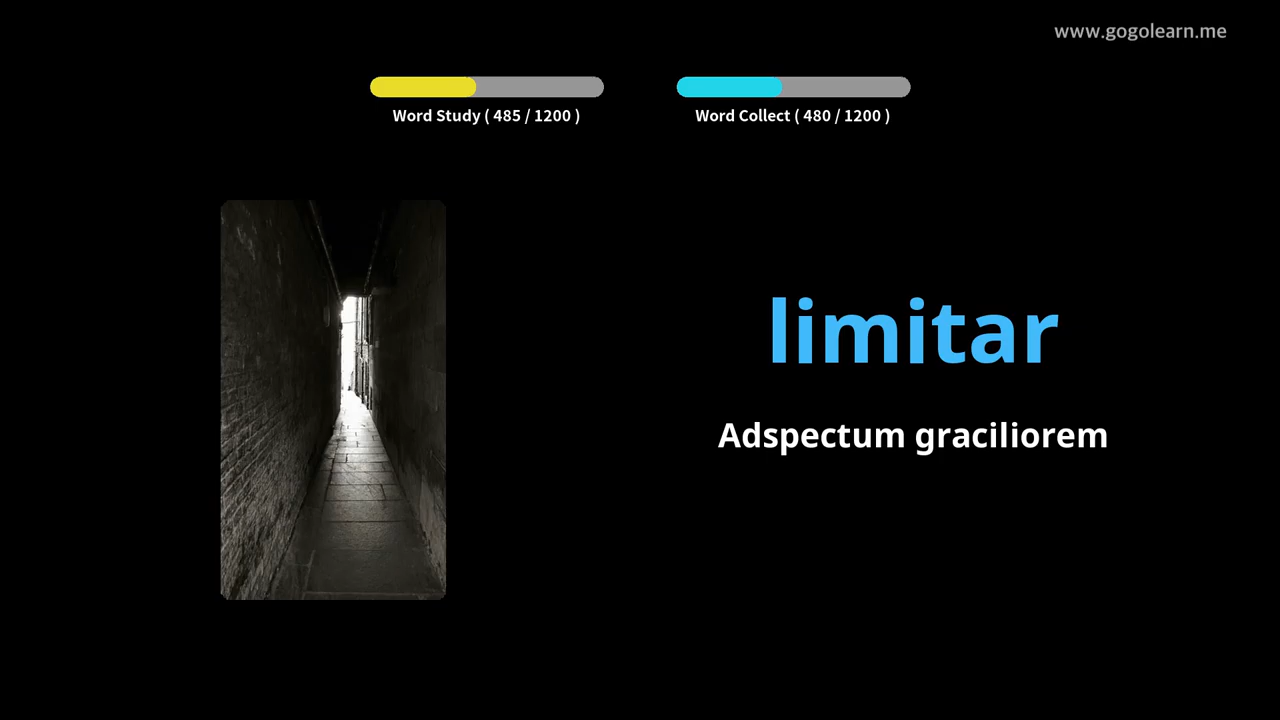 www.gogolearn.me
Word Study ( 485 / 1200 )
Word Collect ( 480 / 1200 )
limitar
Adspectum graciliorem